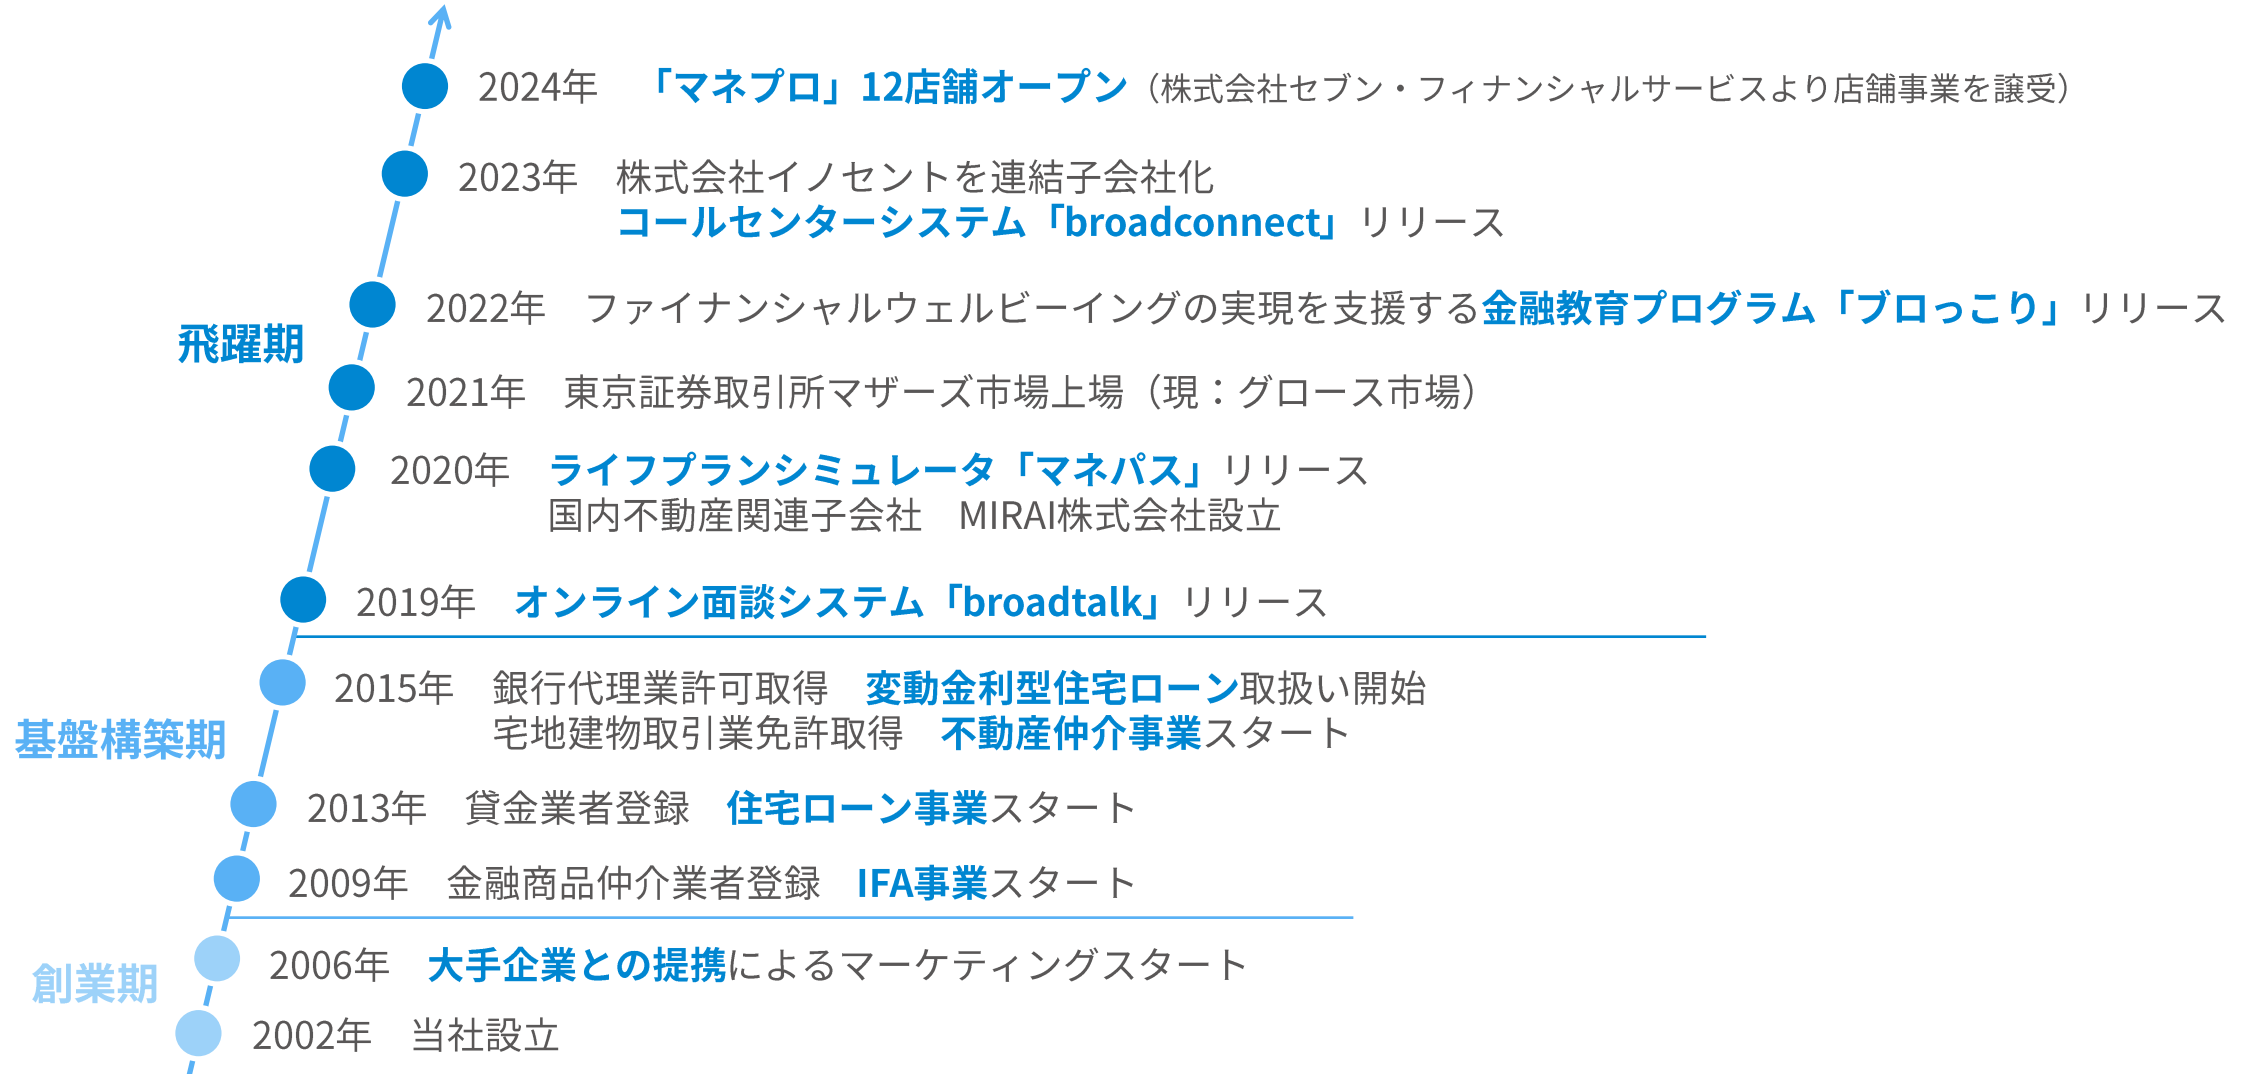 2024年　「マネプロ」12店舗オープン（株式会社セブン・フィナンシャルサービスより店舗事業を譲受）
2023年　株式会社イノセントを連結子会社化
コールセンターシステム「broadconnect」リリース
2022年　ファイナンシャルウェルビーイングの実現を支援する金融教育プログラム「ブロっこり」リリース
飛躍期
2021年　東京証券取引所マザーズ市場上場（現：グロース市場）
2020年　ライフプランシミュレータ「マネパス」リリース
国内不動産関連子会社　MIRAI株式会社設立
2019年　オンライン面談システム「broadtalk」リリース
2015年　銀行代理業許可取得　変動金利型住宅ローン取扱い開始
宅地建物取引業免許取得　不動産仲介事業スタート
基盤構築期
2013年　貸金業者登録　住宅ローン事業スタート
2009年　金融商品仲介業者登録　IFA事業スタート
2006年　大手企業との提携によるマーケティングスタート
創業期
2002年　当社設立